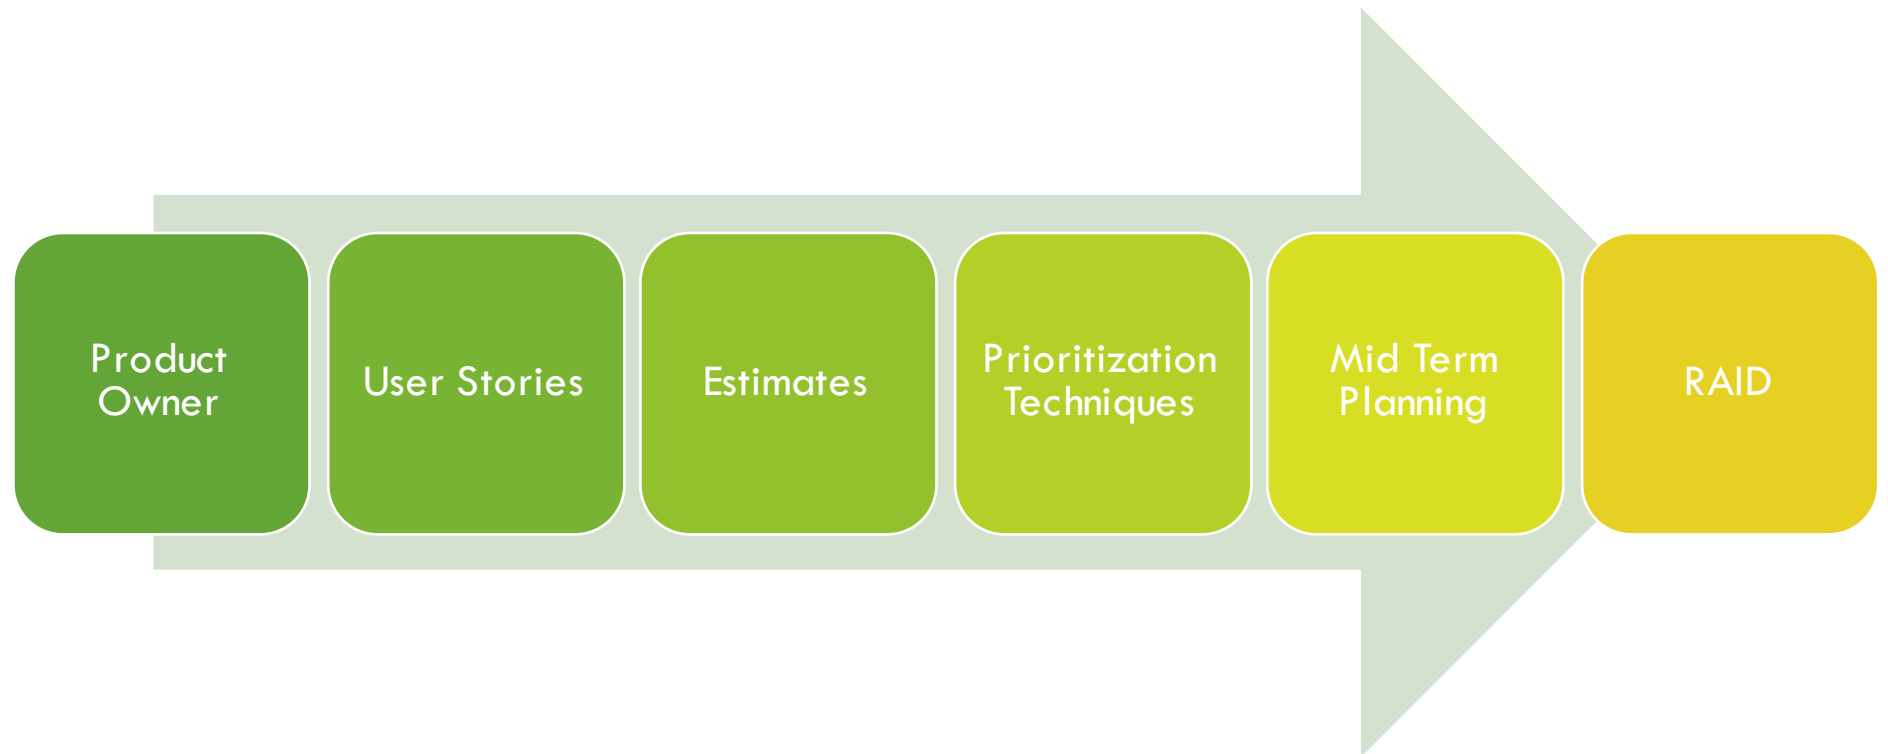 Product
Owner
User Stories
Estimates
Prioritization
Techniques
Mid Term
Planning
RAID